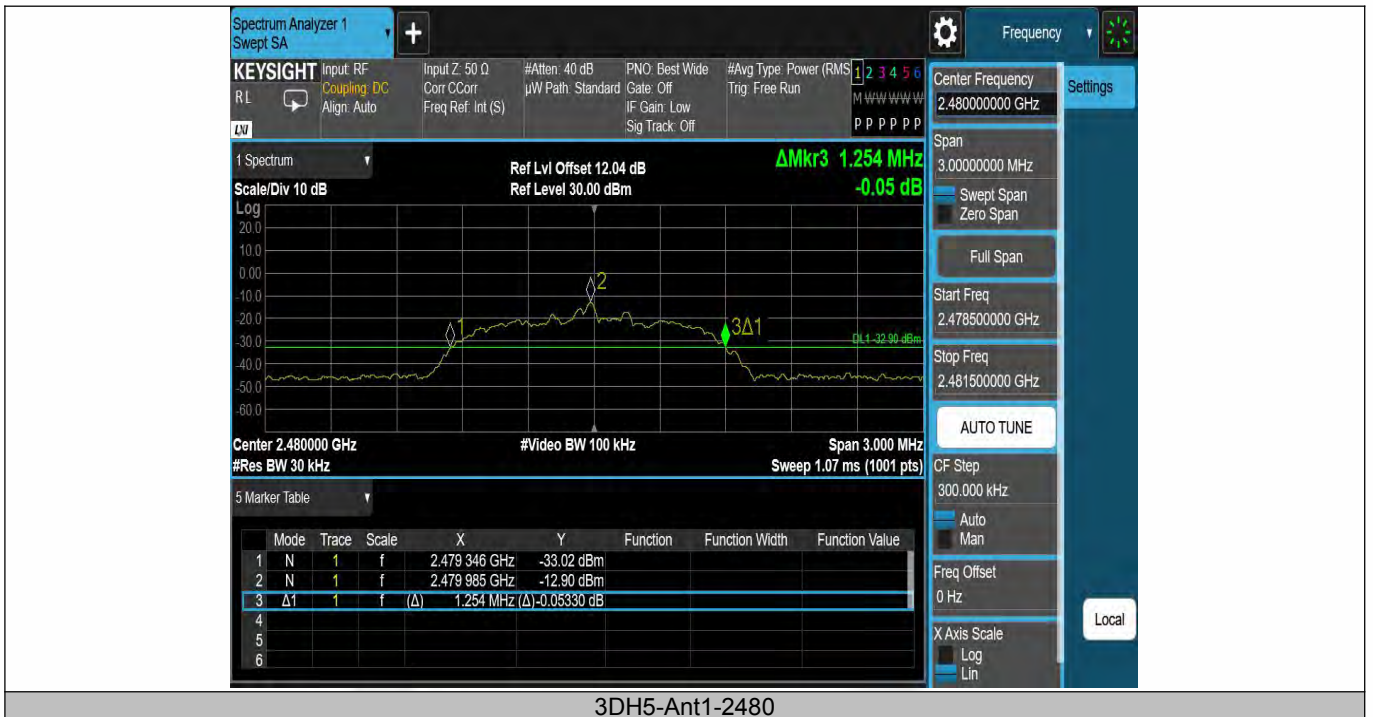 Spectrum Analyzer 1
Swept SA
+
Frequency
KEYSIGHT
RL
LXI
Input: RF
Coupling: DC
Align: Auto
Input Z: 50 Ω
Corr CCorr
Freq Ref: Int (S)
#Atten: 40 dB
µW Path: Standard
PNO: Best Wide
Gate: Off
IF Gain: Low
Sig Track: Off
#Avg Type: Power (RMS
Trig: Free Run
1 2 3 4 5 6
M W W W W W
P P P P P P
1 Spectrum
Scale/Div 10 dB
Ref Lvl Offset 12.04 dB
Ref Level 30.00 dBm
ΔMkr3 1.254 MHz
-0.05 dB
Log
20.0
10.0
0.00
-10.0
-20.0
-30.0
-40.0
-50.0
-60.0
1
2
3Δ1
DL1 -32.90 dBm
Center 2.480000 GHz
#Video BW 100 kHz
Span 3.000 MHz
#Res BW 30 kHz
Sweep 1.07 ms (1001 pts)
5 Marker Table
Mode Trace Scale X Y Function Function Width Function Value
1 N 1 f 2.479 346 GHz -33.02 dBm
2 N 1 f 2.479 985 GHz -12.90 dBm
3 Δ1 1 f (Δ) 1.254 MHz (Δ) -0.05330 dB
4
5
6
Center Frequency
2.480000000 GHz
Settings
Span
3.00000000 MHz
Swept Span
Zero Span
Full Span
Start Freq
2.478500000 GHz
Stop Freq
2.481500000 GHz
AUTO TUNE
CF Step
300.000 kHz
Auto
Man
Freq Offset
0 Hz
X Axis Scale
Log
Lin
Local
3DH5-Ant1-2480